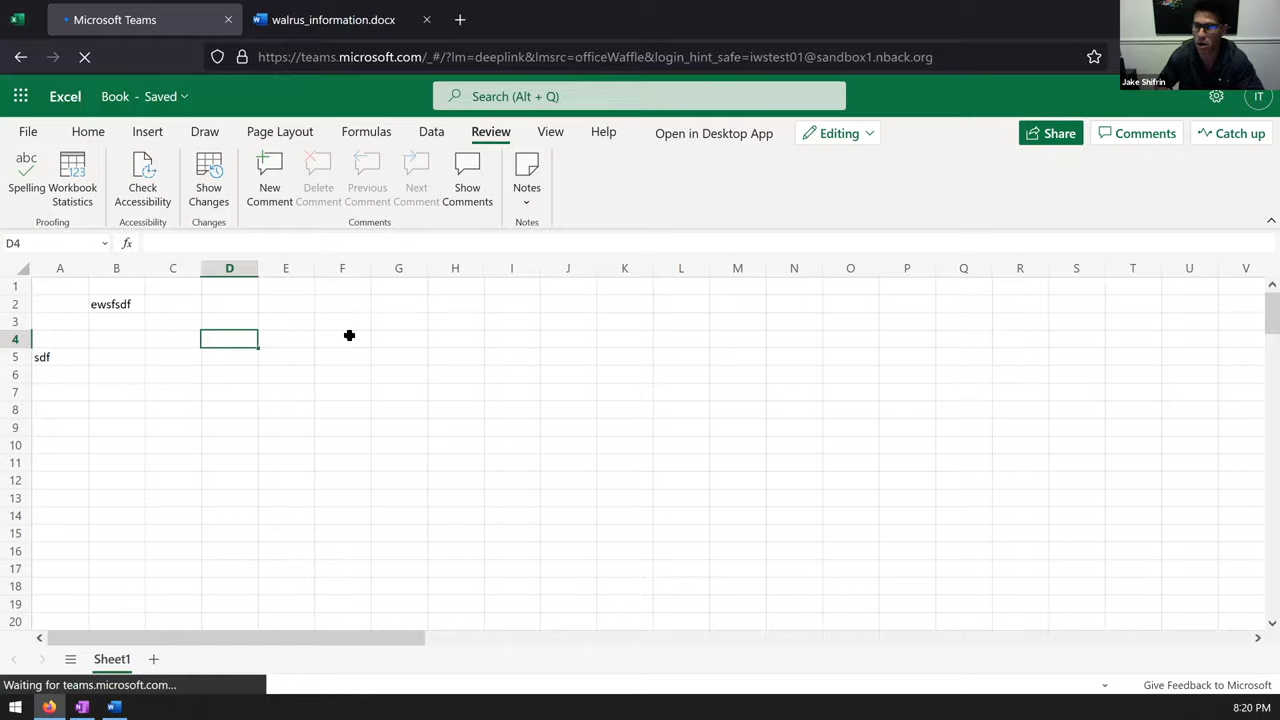 Microsoft Teams
walrus_information.docx
https://teams.microsoft.com/_#/?lm=deeplink&lmsrc=officeWaffle&login_hint_safe=iwstest01@sandbox1.nback.org
Jake Shifrin
Excel Book - Saved Search (Alt + Q) IT
File Home Insert Draw Page Layout Formulas Data Review View Help Open in Desktop App Editing Share Comments Catch up
abc 123
Spelling Workbook Statistics Check Accessibility Show Changes New Comment Delete Comment Previous Comment Next Comment Show Comments Notes
Proofing Accessibility Changes Comments Notes
D4 fx
A B C D E F G H I J K L M N O P Q R S T U V
1
2 ewsfsdf
3
4
5 sdf
6
7
8
9
10
11
12
13
14
15
16
17
18
19
20
Sheet1
Waiting for teams.microsoft.com... Give Feedback to Microsoft
8:20 PM